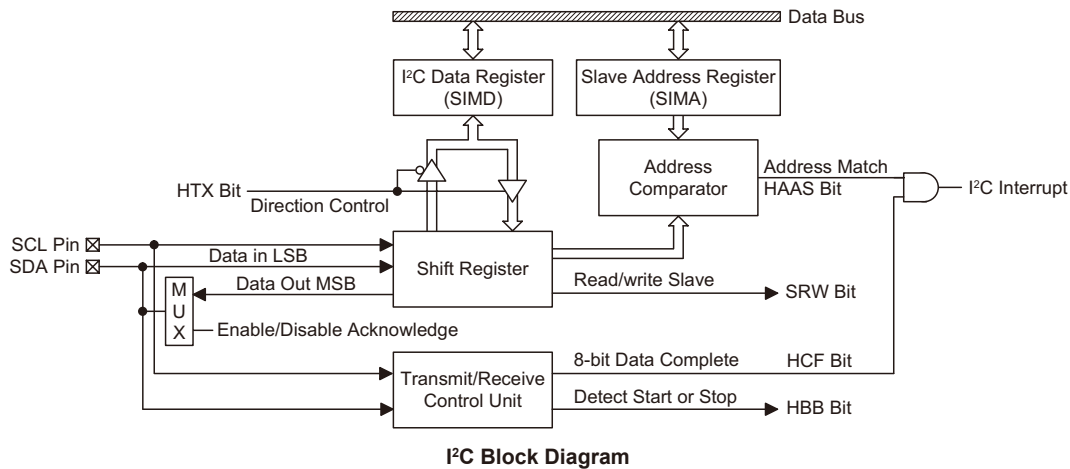 Data Bus
I²C Data Register
(SIMD)
Slave Address Register
(SIMA)
HTX Bit
Direction Control
Address
Comparator
Address Match
HAAS Bit
I²C Interrupt
SCL Pin
SDA Pin
Data in LSB
Shift Register
Data Out MSB
M
U
X
Enable/Disable Acknowledge
Read/write Slave
SRW Bit
Transmit/Receive
Control Unit
8-bit Data Complete
HCF Bit
Detect Start or Stop
HBB Bit
I²C Block Diagram